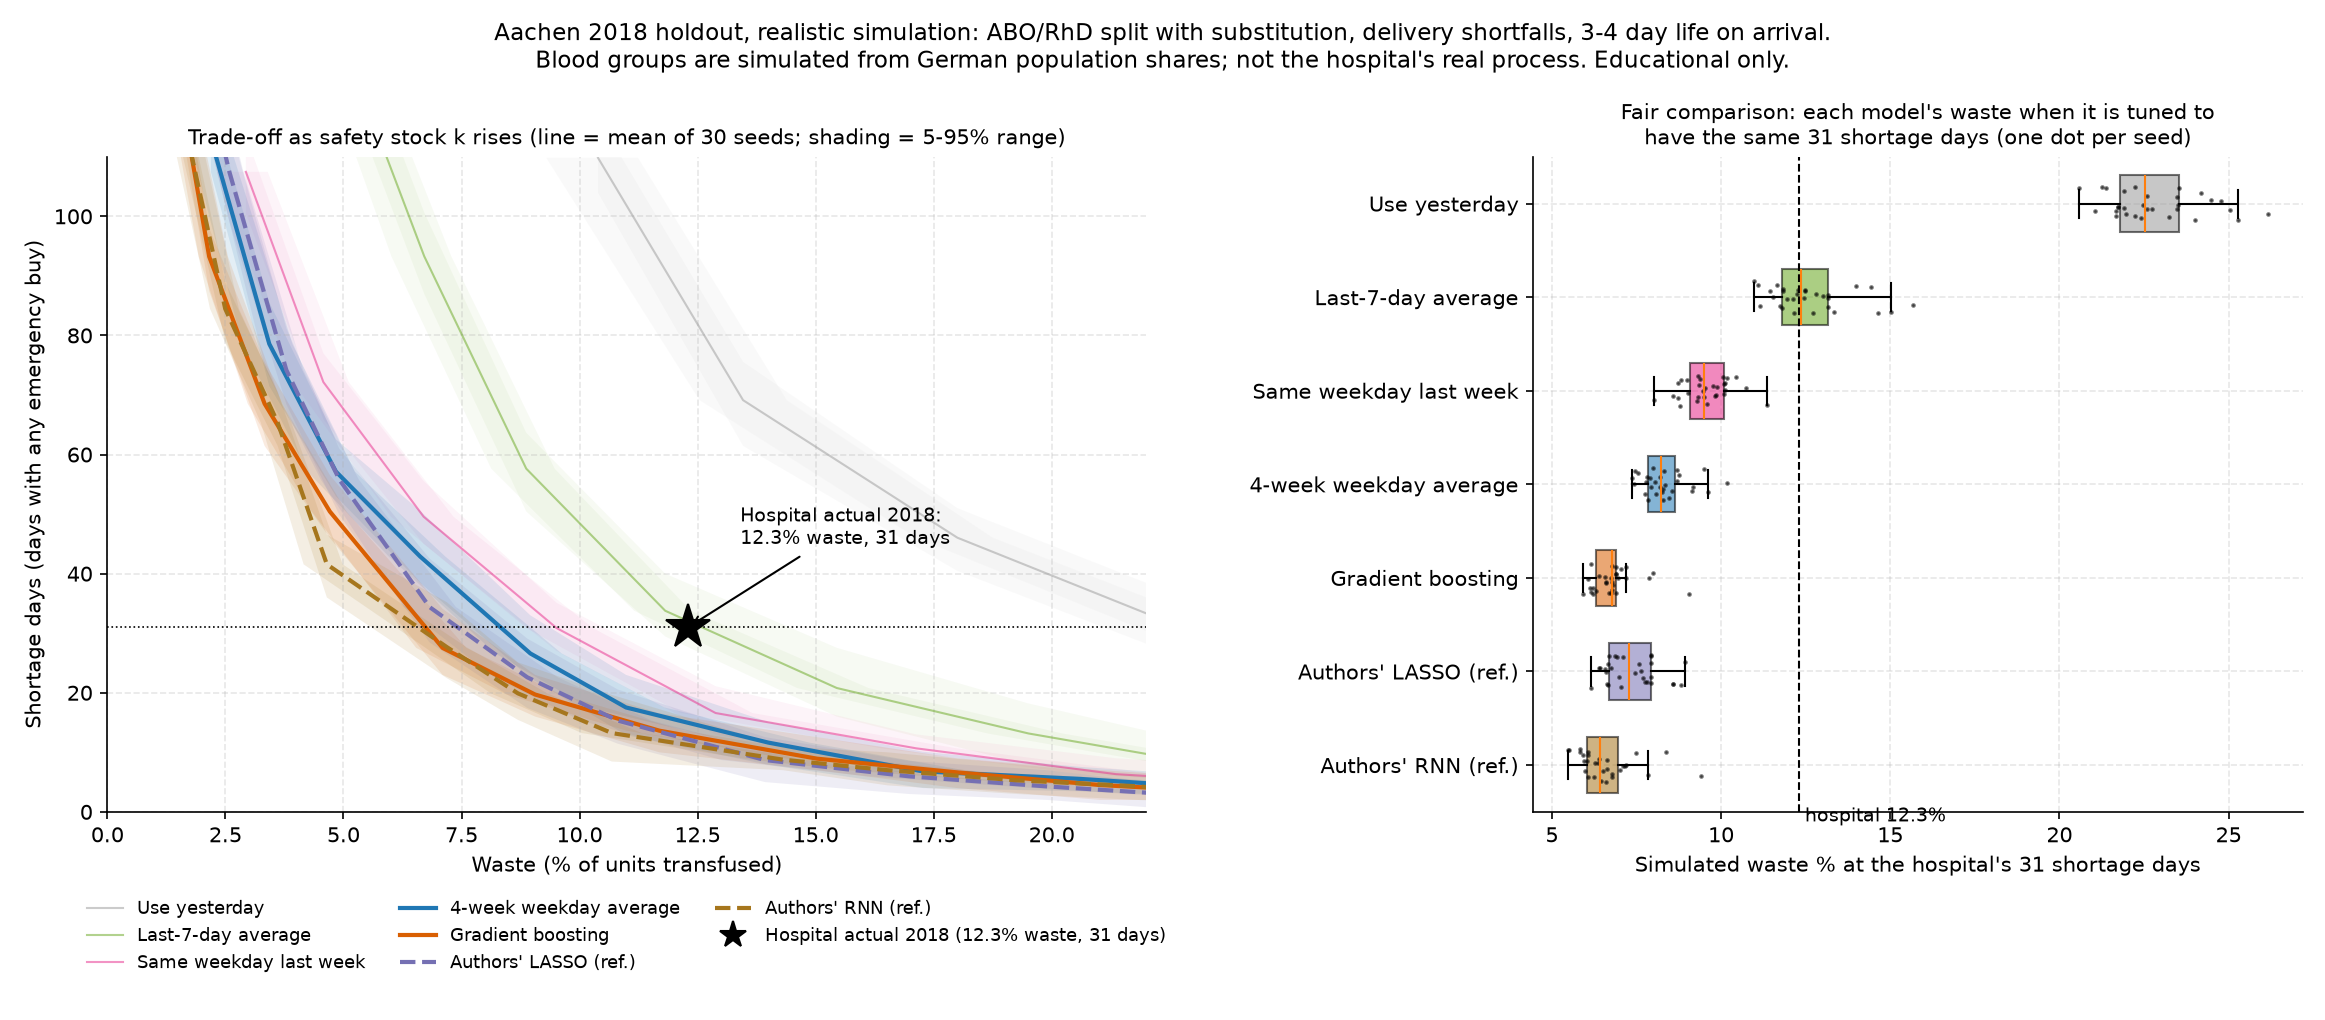 Aachen 2018 holdout, realistic simulation: ABO/RhD split with substitution, delivery shortfalls, 3-4 day life on arrival.
Blood groups are simulated from German population shares; not the hospital's real process. Educational only.
Trade-off as safety stock k rises (line = mean of 30 seeds; shading = 5-95% range)
Shortage days (days with any emergency buy)
100
80
60
40
20
0
Hospital actual 2018:
12.3% waste, 31 days
0.0 2.5 5.0 7.5 10.0 12.5 15.0 17.5 20.0
Waste (% of units transfused)
Use yesterday
Last-7-day average
Same weekday last week
4-week weekday average
Gradient boosting
Authors' LASSO (ref.)
Authors' RNN (ref.)
Hospital actual 2018 (12.3% waste, 31 days)
Fair comparison: each model's waste when it is tuned to
have the same 31 shortage days (one dot per seed)
Use yesterday
Last-7-day average
Same weekday last week
4-week weekday average
Gradient boosting
Authors' LASSO (ref.)
Authors' RNN (ref.)
hospital 12.3%
5 10 15 20 25
Simulated waste % at the hospital's 31 shortage days